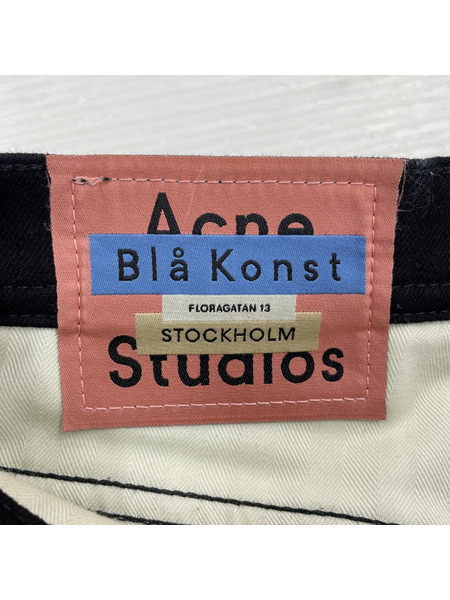 Acne
Blå Konst
FLORAGATAN 13
STOCKHOLM
Studios